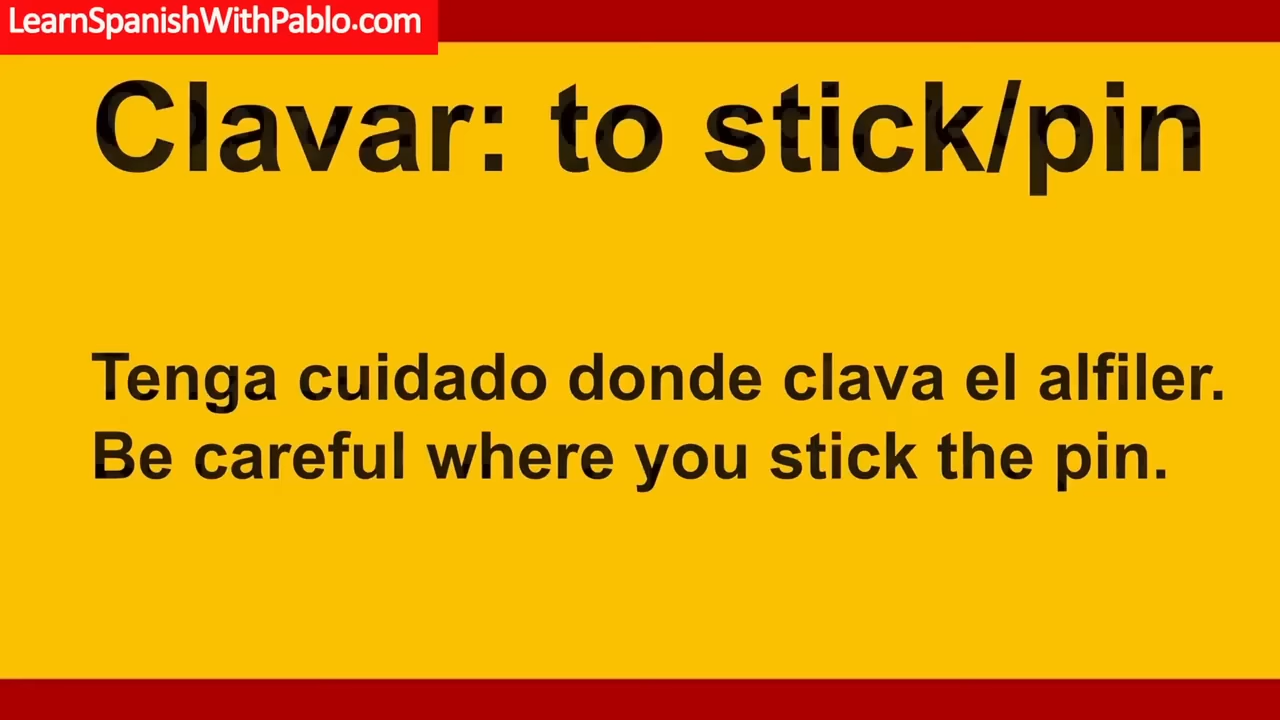 LearnSpanishWithPablo.com
Clavar: to stick/pin
Tenga cuidado donde clava el alfiler.
Be careful where you stick the pin.